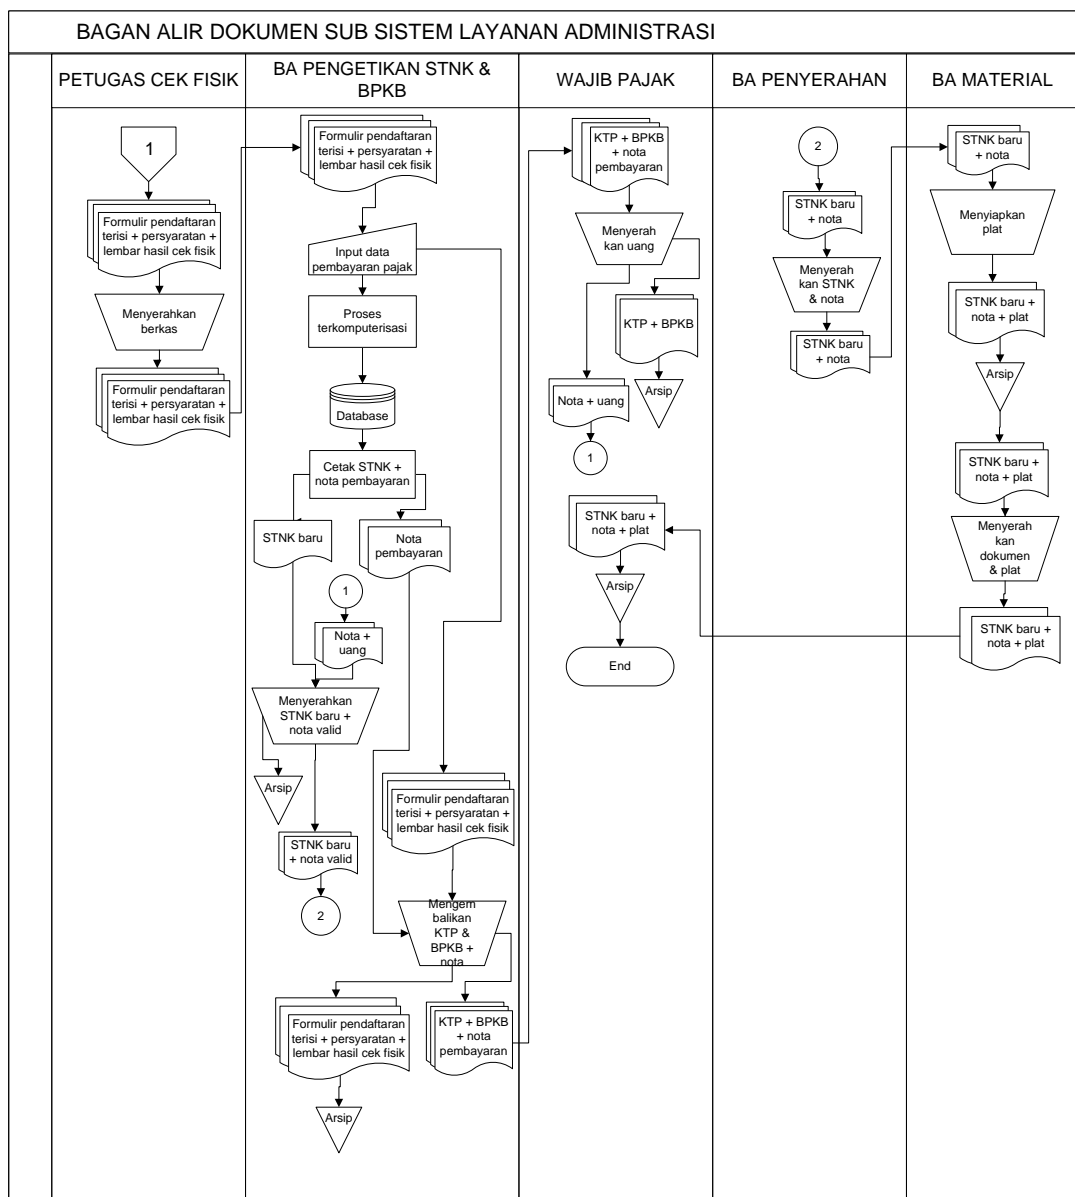 BAGAN ALIR DOKUMEN SUB SISTEM LAYANAN ADMINISTRASI
PETUGAS CEK FISIK
BA PENGETIKAN STNK &
BPKB
WAJIB PAJAK
BA PENYERAHAN
BA MATERIAL
1
Formulir pendaftaran
terisi + persyaratan +
lembar hasil cek fisik
Menyerahkan
berkas
Formulir pendaftaran
terisi + persyaratan +
lembar hasil cek fisik
Formulir pendaftaran
terisi + persyaratan +
lembar hasil cek fisik
Input data
pembayaran pajak
Proses
terkomputerisasi
Database
Cetak STNK +
nota pembayaran
STNK baru
Nota
pembayaran
1
Nota +
uang
Menyerahkan
STNK baru +
nota valid
Arsip
STNK baru
+ nota valid
2
Formulir pendaftaran
terisi + persyaratan +
lembar hasil cek fisik
Mengem
balikan
KTP &
BPKB +
nota
Formulir pendaftaran
terisi + persyaratan +
lembar hasil cek fisik
Arsip
KTP + BPKB
+ nota
pembayaran
KTP + BPKB
+ nota
pembayaran
Menyerah
kan uang
KTP + BPKB
Arsip
Nota + uang
1
STNK baru +
nota + plat
Arsip
End
2
STNK baru
+ nota
Menyerah
kan STNK
& nota
STNK baru
+ nota
STNK baru
+ nota
Menyiapkan
plat
STNK baru +
nota + plat
Arsip
STNK baru +
nota + plat
Menyerah
kan
dokumen
& plat
STNK baru +
nota + plat